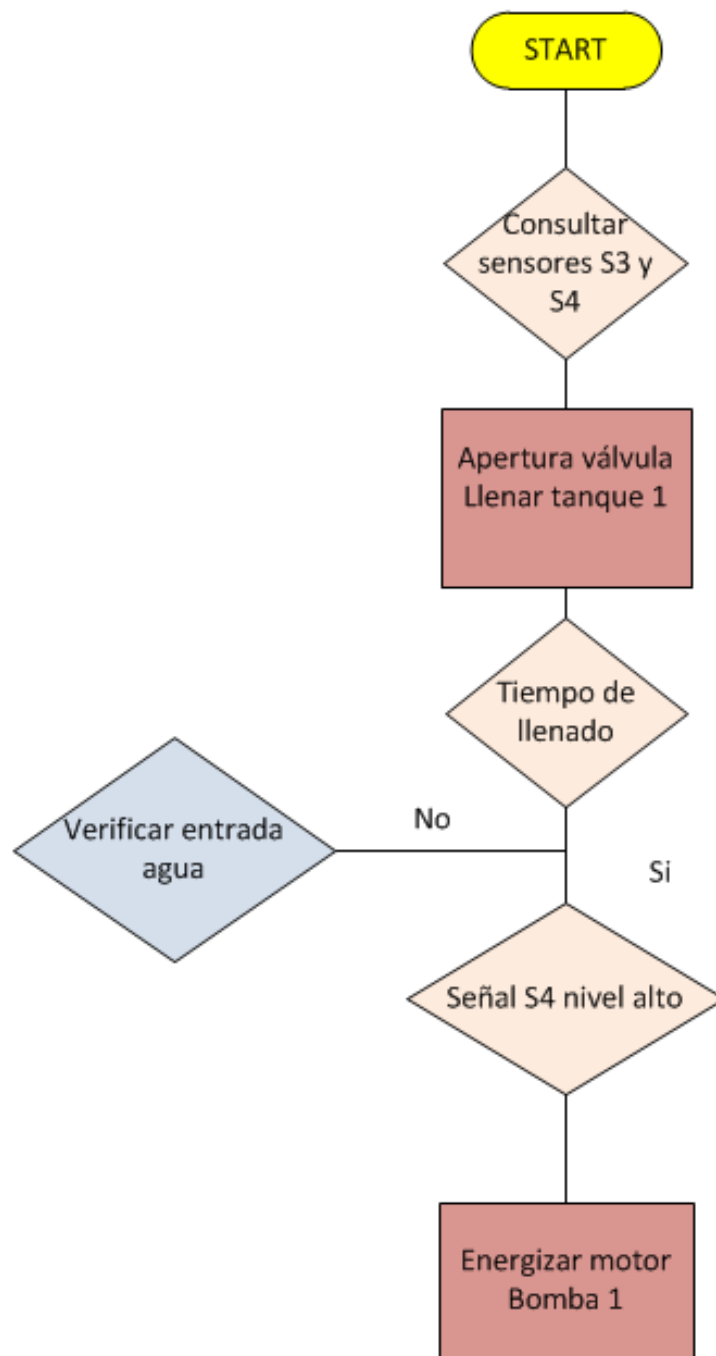 START
Consultar
sensores S3 y
S4
Apertura válvula
Llenar tanque 1
Tiempo de
llenado
No
Verificar entrada
agua
Si
Señal S4 nivel alto
Energizar motor
Bomba 1